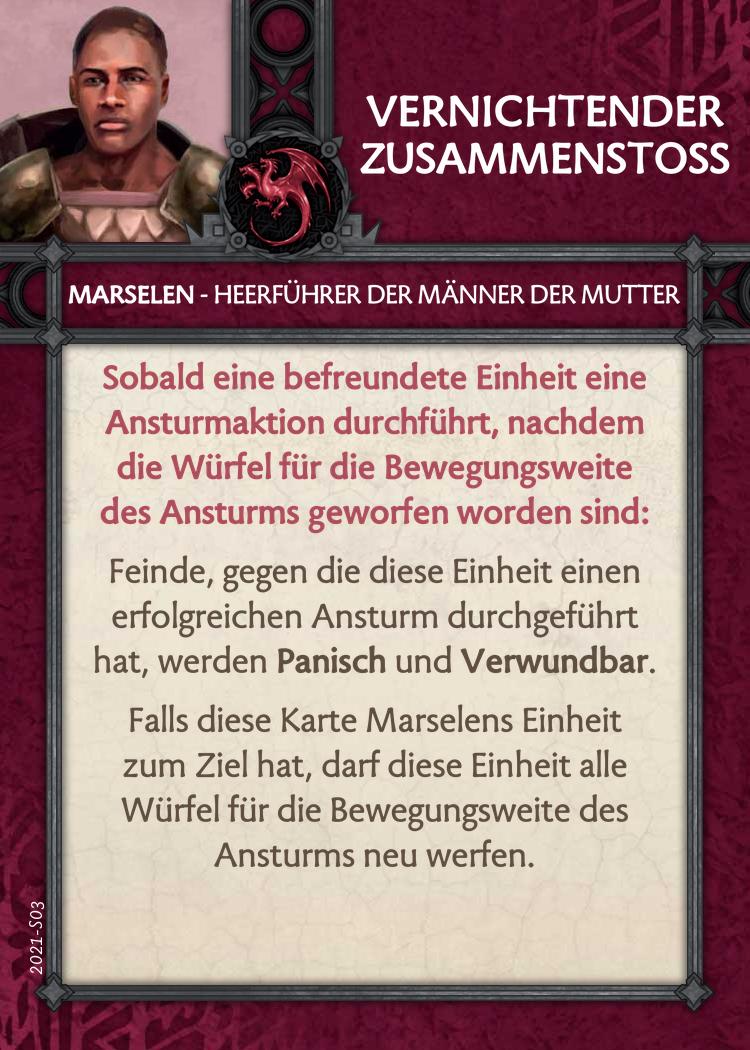 VERNICHTENDER
ZUSAMMENSTOSS
MARSELEN - HEERFÜHRER DER MÄNNER DER MUTTER
Sobald eine befreundete Einheit eine
Ansturmaktion durchführt, nachdem
die Würfel für die Bewegungsweite
des Ansturms geworfen worden sind:
Feinde, gegen die diese Einheit einen
erfolgreichen Ansturm durchgeführt
hat, werden Panisch und Verwundbar.
Falls diese Karte Marselens Einheit
zum Ziel hat, darf diese Einheit alle
Würfel für die Bewegungsweite des
Ansturms neu werfen.
2021-S03